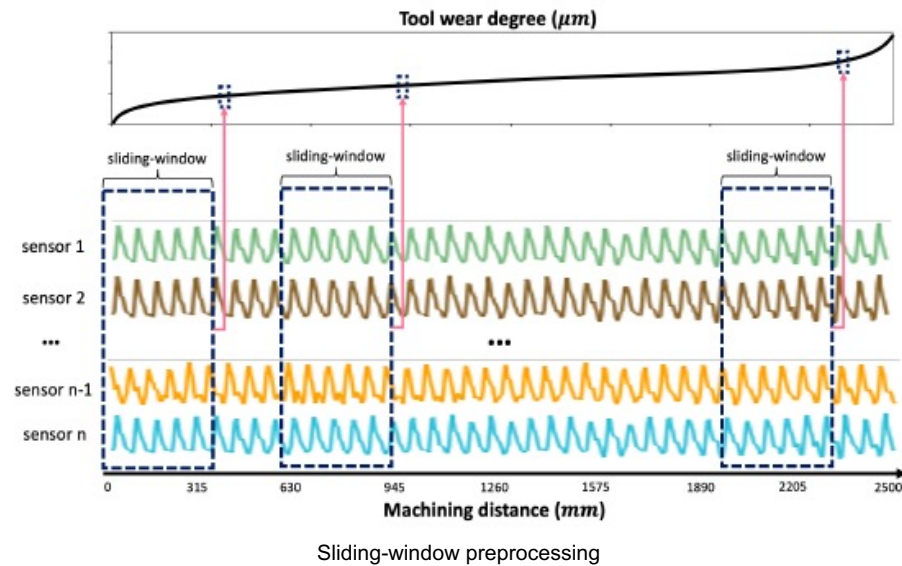 Tool wear degree (μm)
sliding-window
sliding-window
sliding-window
sensor 1
sensor 2
...
...
sensor n-1
sensor n
0 315 630 945 1260 1575 1890 2205 2500
Machining distance (mm)
Sliding-window preprocessing